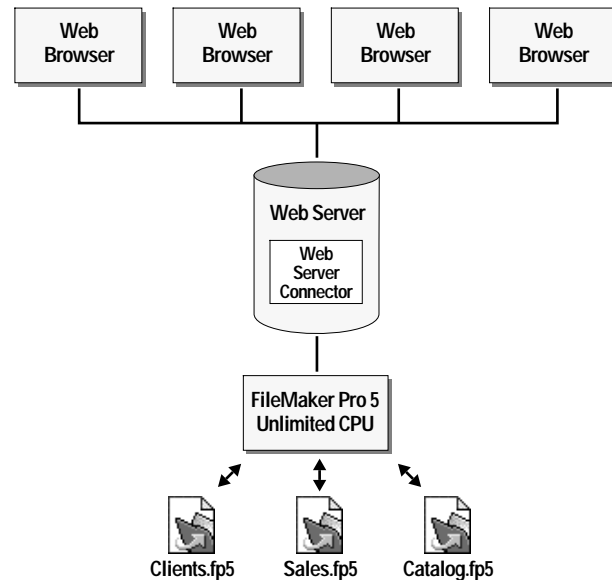 Web
Browser
Web
Browser
Web
Browser
Web
Browser
Web Server
Web
Server
Connector
FileMaker Pro 5
Unlimited CPU
Clients.fp5
Sales.fp5
Catalog.fp5